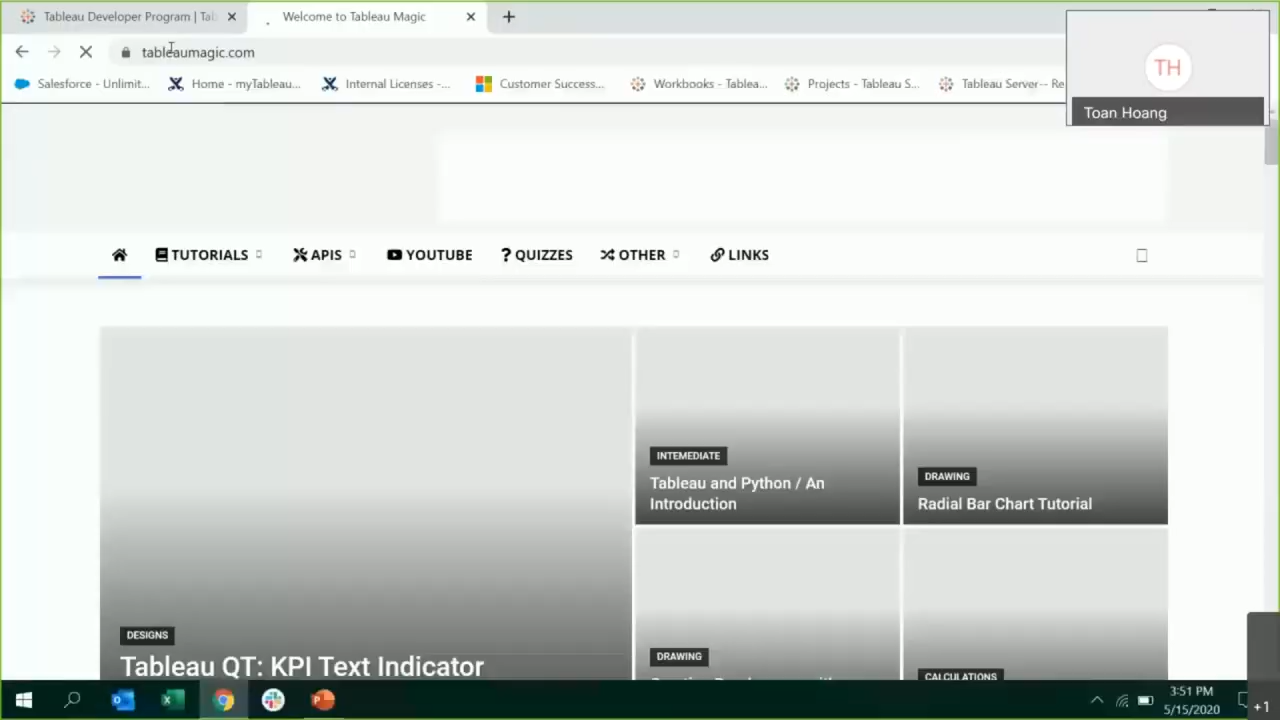 Tableau Developer Program | Tab
Welcome to Tableau Magic
tableaumagic.com
Salesforce - Unlimit...
Home - myTableau...
Internal Licenses -...
Customer Success...
Workbooks - Tablea...
Projects - Tableau S...
Tableau Server-- Re
TH
Toan Hoang
TUTORIALS
APIS
YOUTUBE
? QUIZZES
OTHER
LINKS
INTEMEDIATE
Tableau and Python / An
Introduction
DRAWING
Radial Bar Chart Tutorial
DESIGNS
Tableau QT: KPI Text Indicator
DRAWING
CALCULATIONS
3:51 PM
5/15/2020
+1